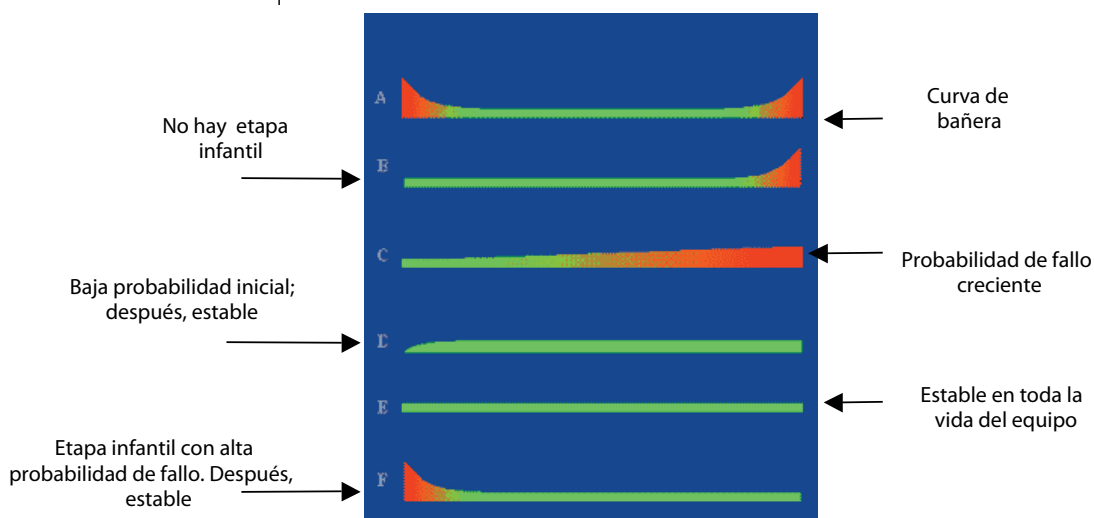 A
Curva de
bañera
No hay etapa
infantil
B
C
Probabilidad de fallo
creciente
Baja probabilidad inicial;
después, estable
D
E
Estable en toda la
vida del equipo
Etapa infantil con alta
probabilidad de fallo. Después,
estable
F